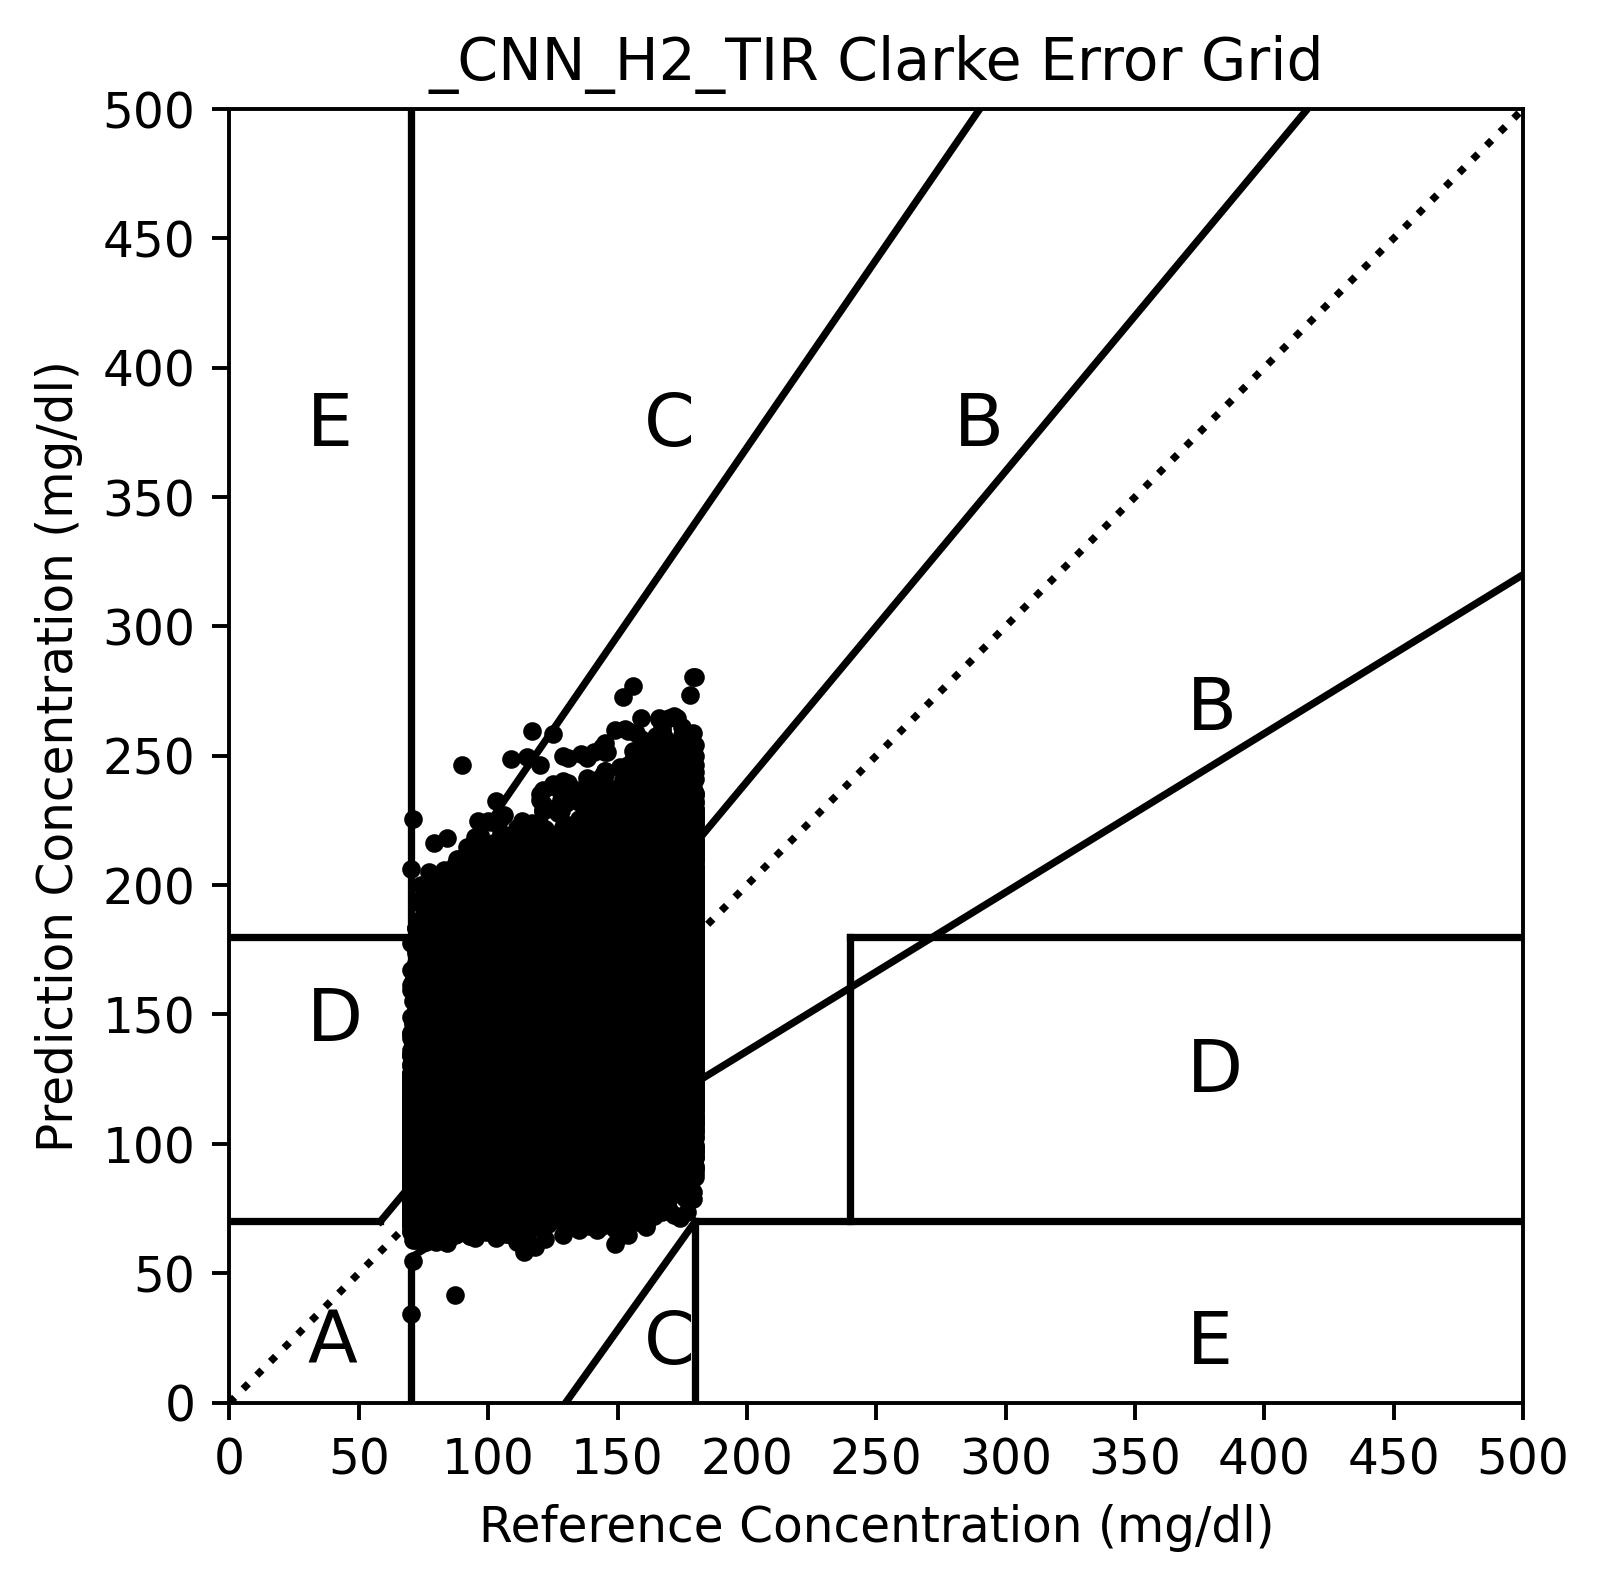 _CNN_H2_TIR Clarke Error Grid
500
450
400
350
300
250
200
150
100
50
0
Prediction Concentration (mg/dl)
E
C
B
B
D
D
A
C
E
0 50 100 150 200 250 300 350 400 450 500
Reference Concentration (mg/dl)